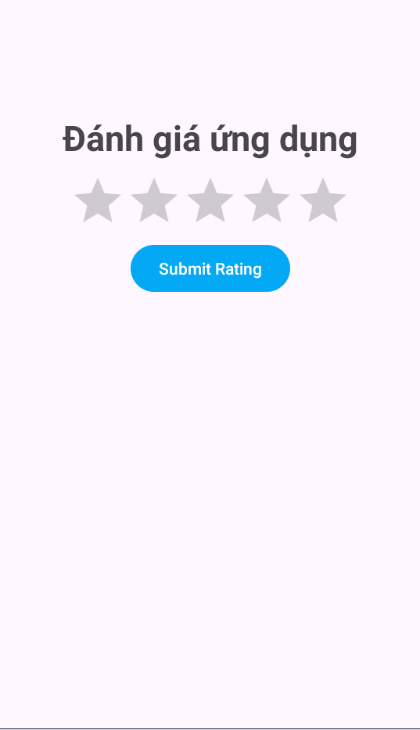 Đánh giá ứng dụng
Submit Rating